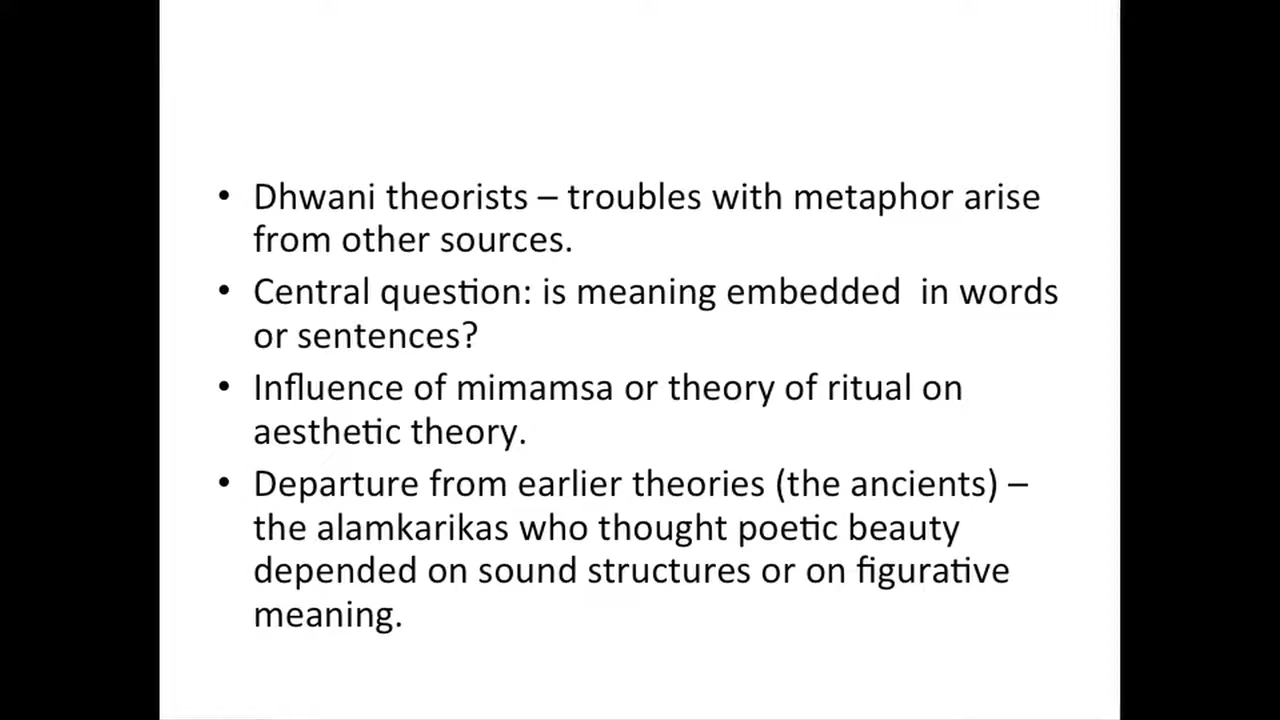 • Dhwani theorists – troubles with metaphor arise
from other sources.
• Central question: is meaning embedded  in words
or sentences?
• Influence of mimamsa or theory of ritual on
aesthetic theory.
• Departure from earlier theories (the ancients) –
the alamkarikas who thought poetic beauty
depended on sound structures or on figurative
meaning.